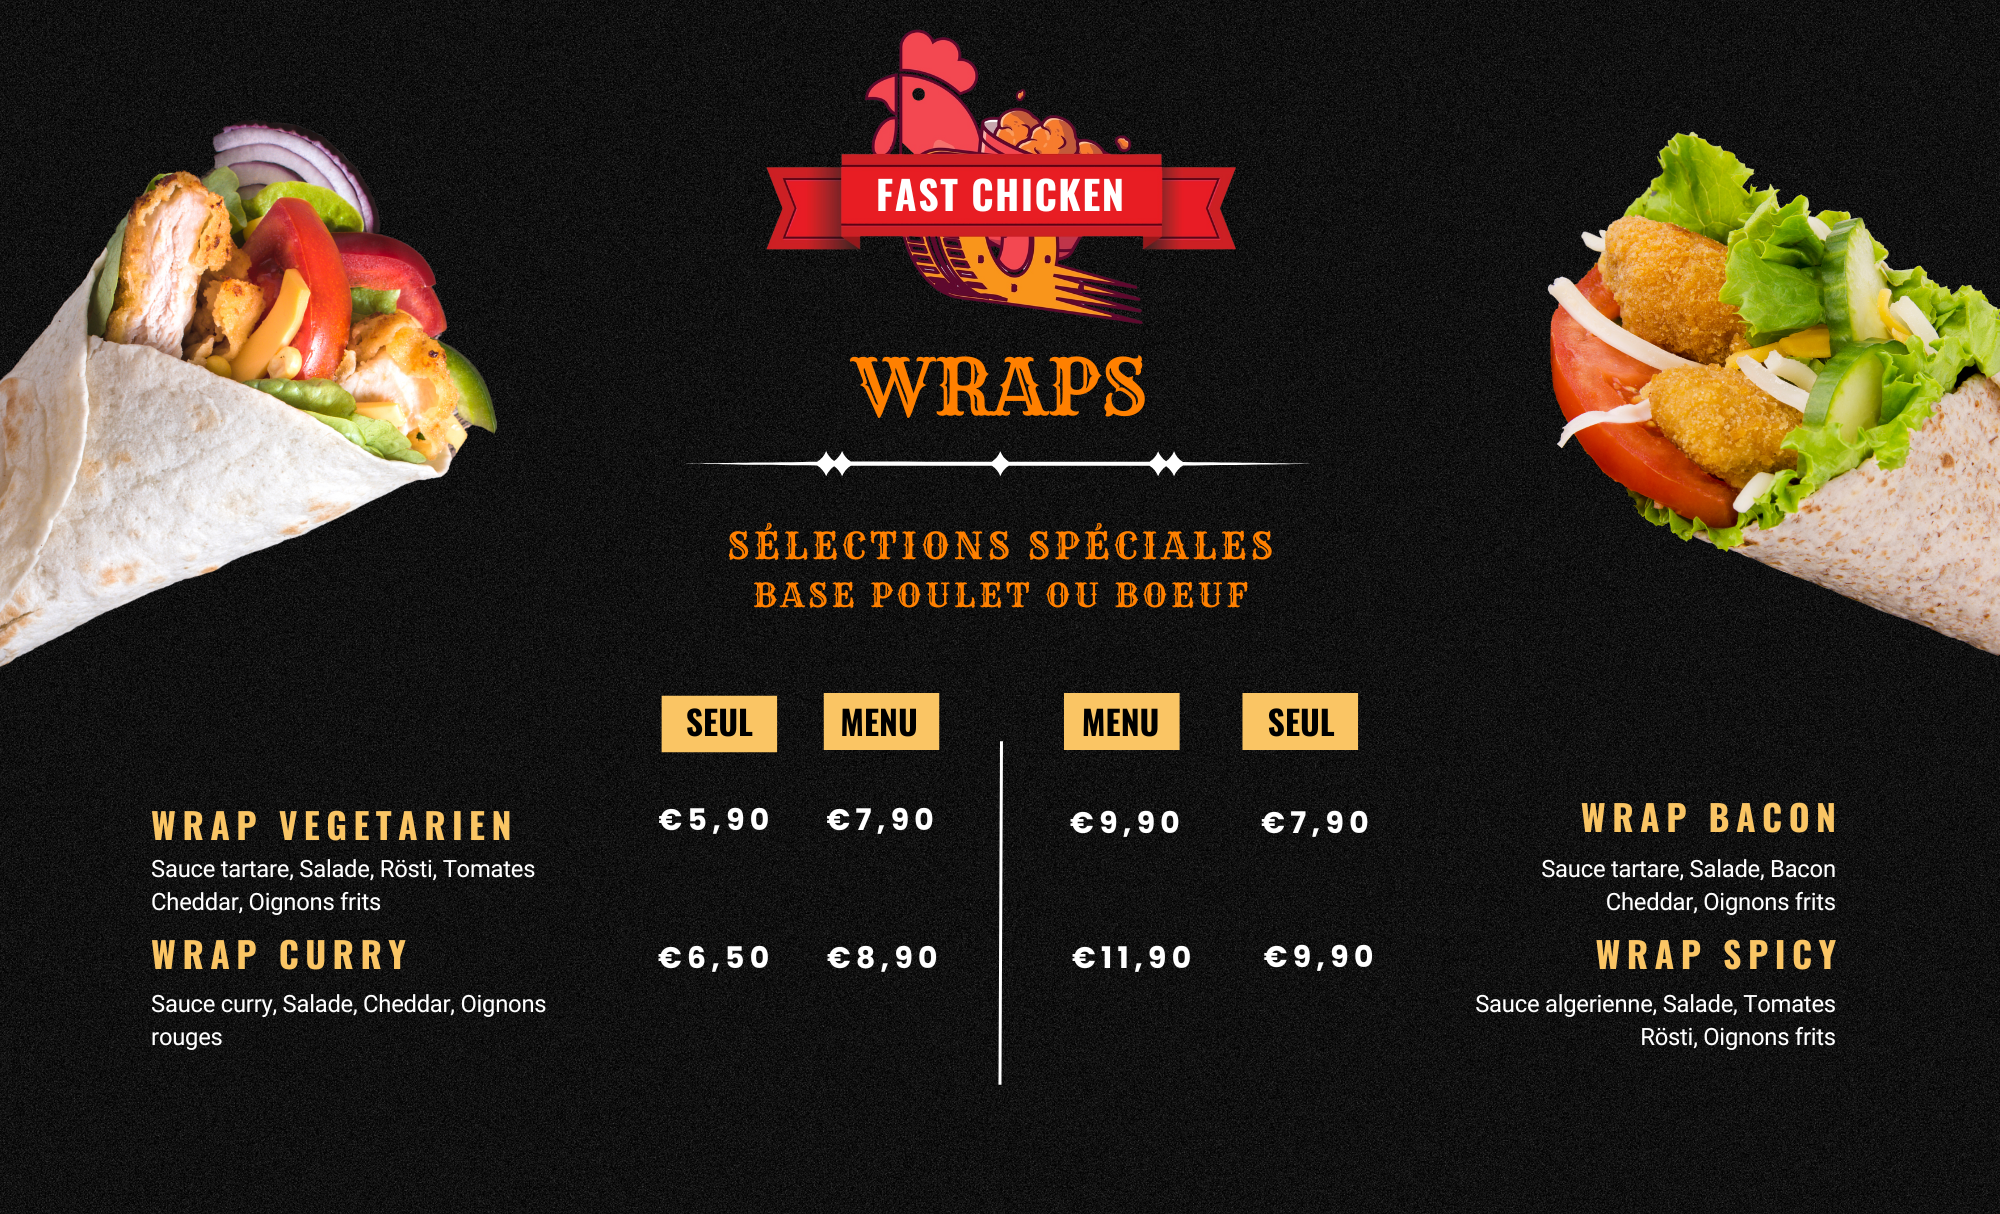 FAST CHICKEN
WRAPS
SÉLECTIONS SPÉCIALES
BASE POULET OU BOEUF
SEUL MENU MENU SEUL
WRAP VEGETARIEN €5,90 €7,90
Sauce tartare, Salade, Rösti, Tomates
Cheddar, Oignons frits
WRAP CURRY €6,50 €8,90
Sauce curry, Salade, Cheddar, Oignons
rouges
€9,90 €7,90 WRAP BACON
Sauce tartare, Salade, Bacon
Cheddar, Oignons frits
€11,90 €9,90 WRAP SPICY
Sauce algerienne, Salade, Tomates
Rösti, Oignons frits